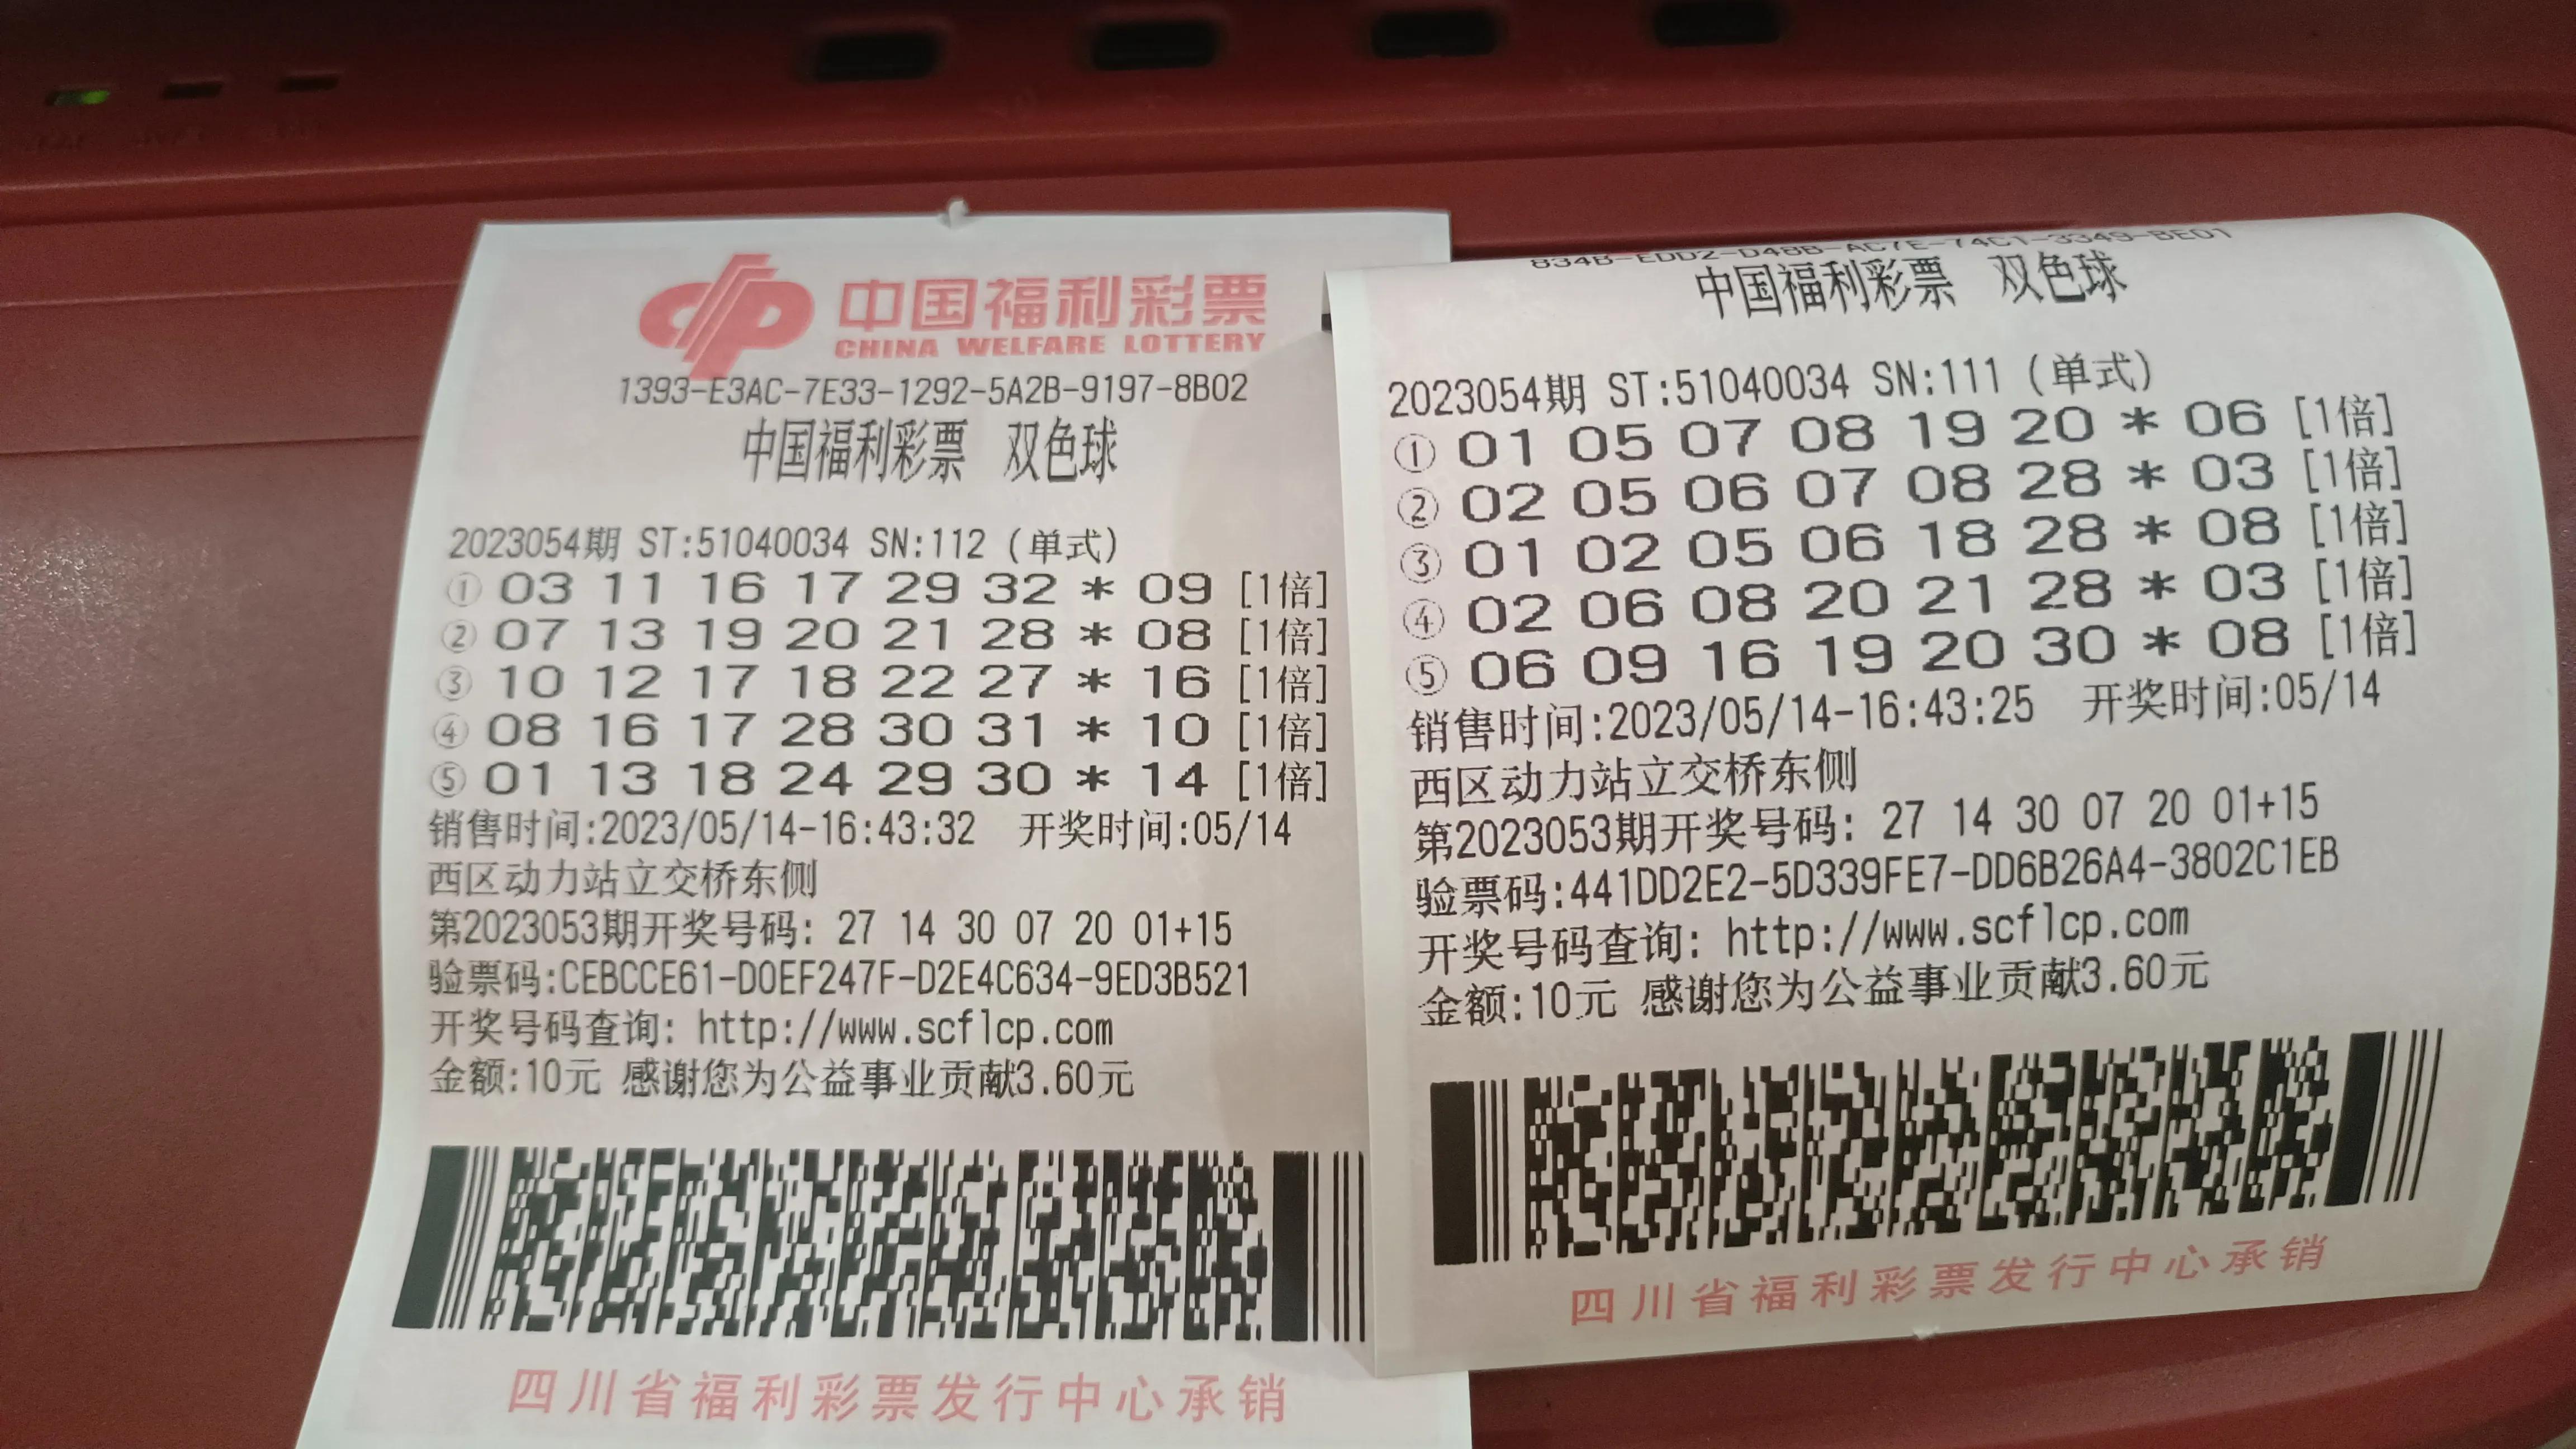 中国福利彩票
CHINA WELFARE LOTTERY
1393-E3AC-7E33-1292-5A2B-9197-8B02
中国福利彩票 双色球
2023054期 ST:51040034 SN:112 (单式)
① 03 11 16 17 29 32 * 09 [1倍]
② 07 13 19 20 21 28 * 08 [1倍]
③ 10 12 17 18 22 27 * 16 [1倍]
④ 08 16 17 28 30 31 * 10 [1倍]
⑤ 01 13 18 24 29 30 * 14 [1倍]
销售时间:2023/05/14-16:43:32 开奖时间:05/14
西区动力站立交桥东侧
第2023053期开奖号码: 27 14 30 07 20 01+15
验票码:CEBCCE61-D0EF247F-D2E4C634-9ED3B521
开奖号码查询: http://www.scflcp.com
金额:10元 感谢您为公益事业贡献3.60元
四川省福利彩票发行中心承销
834B-EDD2-D48B-AC7E-74C1-3349-BE01
中国福利彩票 双色球
2023054期 ST:51040034 SN:111 (单式)
① 01 05 07 08 19 20 * 06 [1倍]
② 02 05 06 07 08 28 * 03 [1倍]
③ 01 02 05 06 18 28 * 08 [1倍]
④ 02 06 08 20 21 28 * 03 [1倍]
⑤ 06 09 16 19 20 30 * 08 [1倍]
销售时间:2023/05/14-16:43:25 开奖时间:05/14
西区动力站立交桥东侧
第2023053期开奖号码: 27 14 30 07 20 01+15
验票码:441DD2E2-5D339FE7-DD6B26A4-3802C1EB
开奖号码查询: http://www.scflcp.com
金额:10元 感谢您为公益事业贡献3.60元
四川省福利彩票发行中心承销